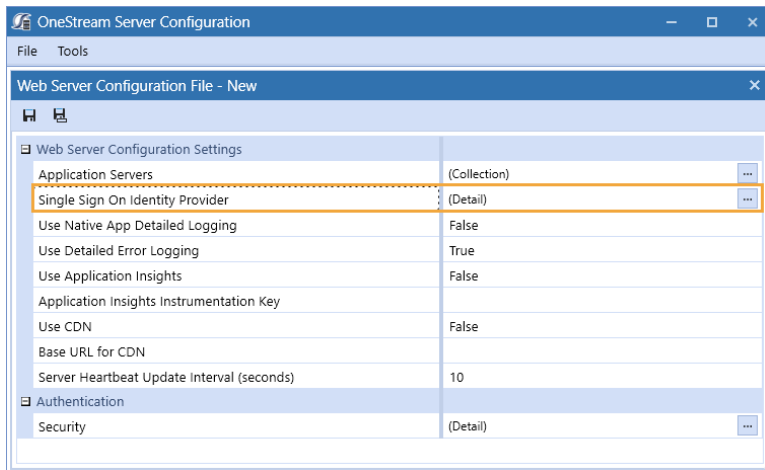 OneStream Server Configuration
File Tools
Web Server Configuration File - New
Web Server Configuration Settings
Application Servers (Collection) ...
Single Sign On Identity Provider (Detail) ...
Use Native App Detailed Logging False
Use Detailed Error Logging True
Use Application Insights False
Application Insights Instrumentation Key
Use CDN False
Base URL for CDN
Server Heartbeat Update Interval (seconds) 10
Authentication
Security (Detail) ...